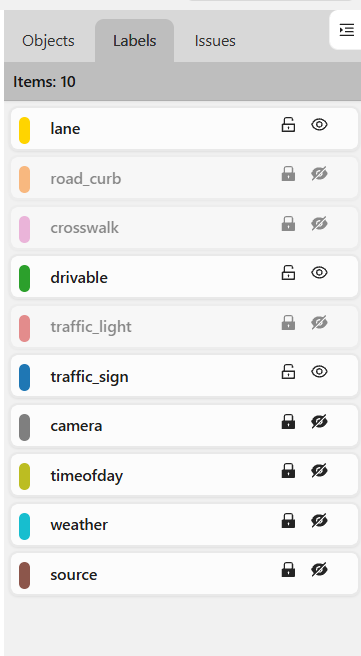 Objects Labels Issues
Items: 10
lane
road_curb
crosswalk
drivable
traffic_light
traffic_sign
camera
timeofday
weather
source